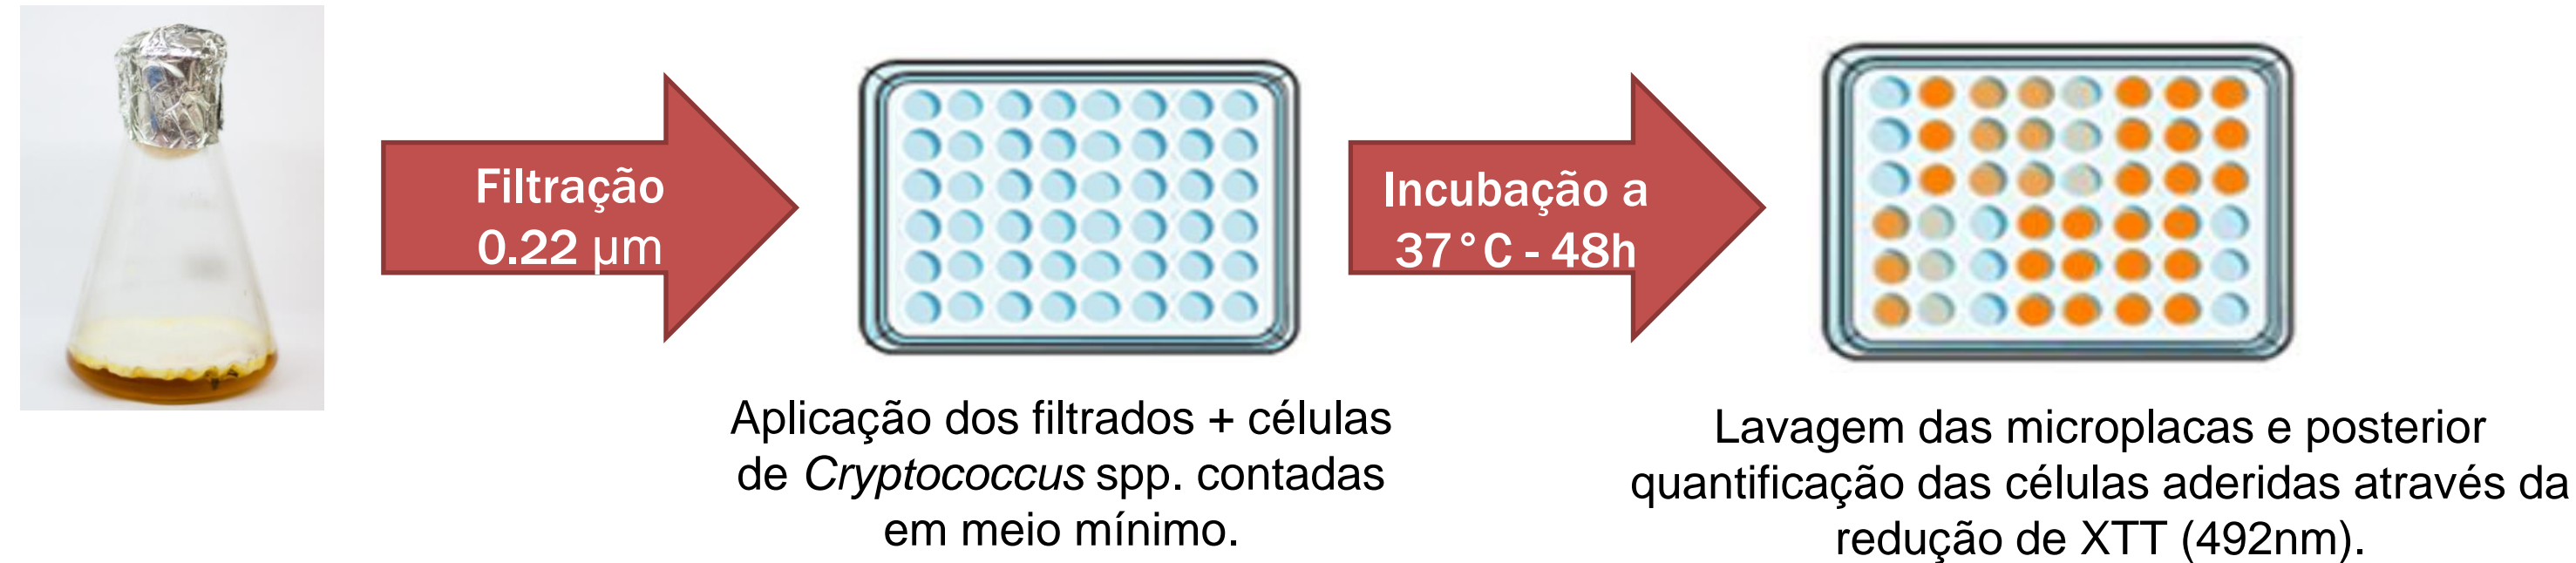 Filtração
0.22 µm
Aplicação dos filtrados + células
de Cryptococcus spp. contadas
em meio mínimo.
Incubação a
37°C - 48h
Lavagem das microplacas e posterior
quantificação das células aderidas através da
redução de XTT (492nm).